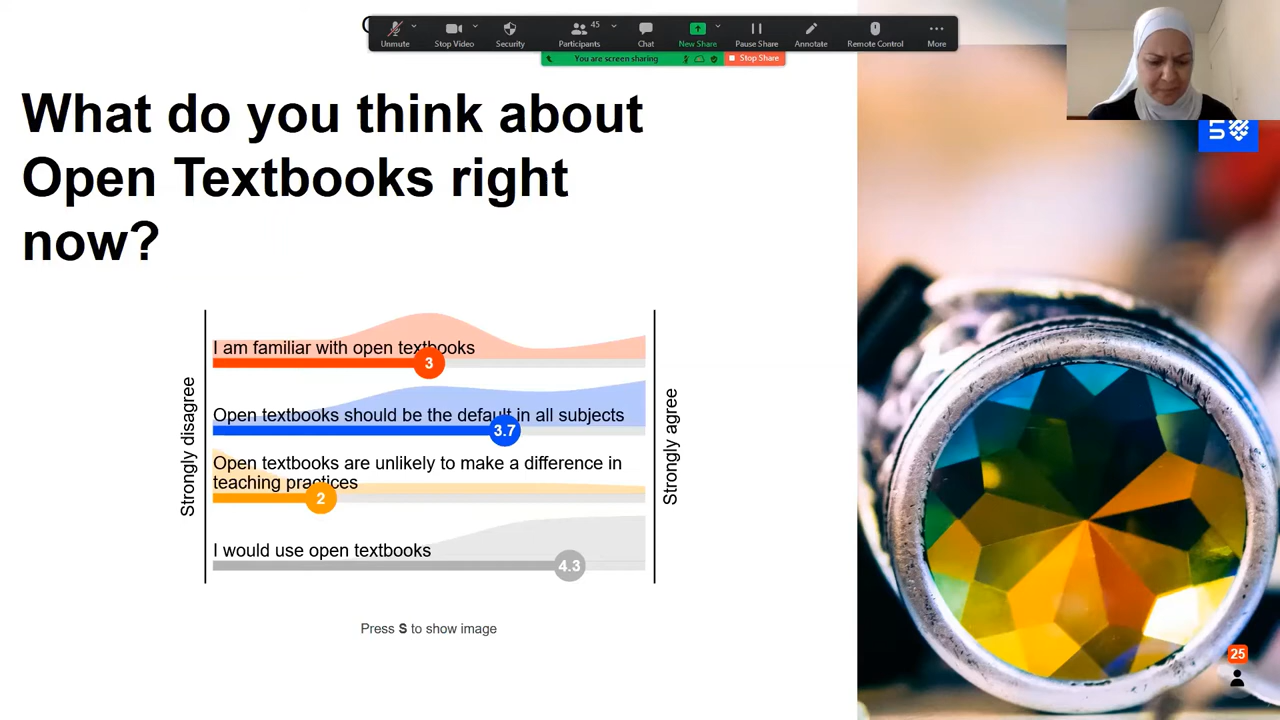 45
Unmute Stop Video Security Participants Chat New Share Pause Share Annotate Remote Control More
You are screen sharing Stop Share
What do you think about
Open Textbooks right
now?
Strongly disagree
I am familiar with open textbooks
3
Open textbooks should be the default in all subjects
3.7
Open textbooks are unlikely to make a difference in
teaching practices
2
I would use open textbooks
4.3
Strongly agree
Press S to show image
25